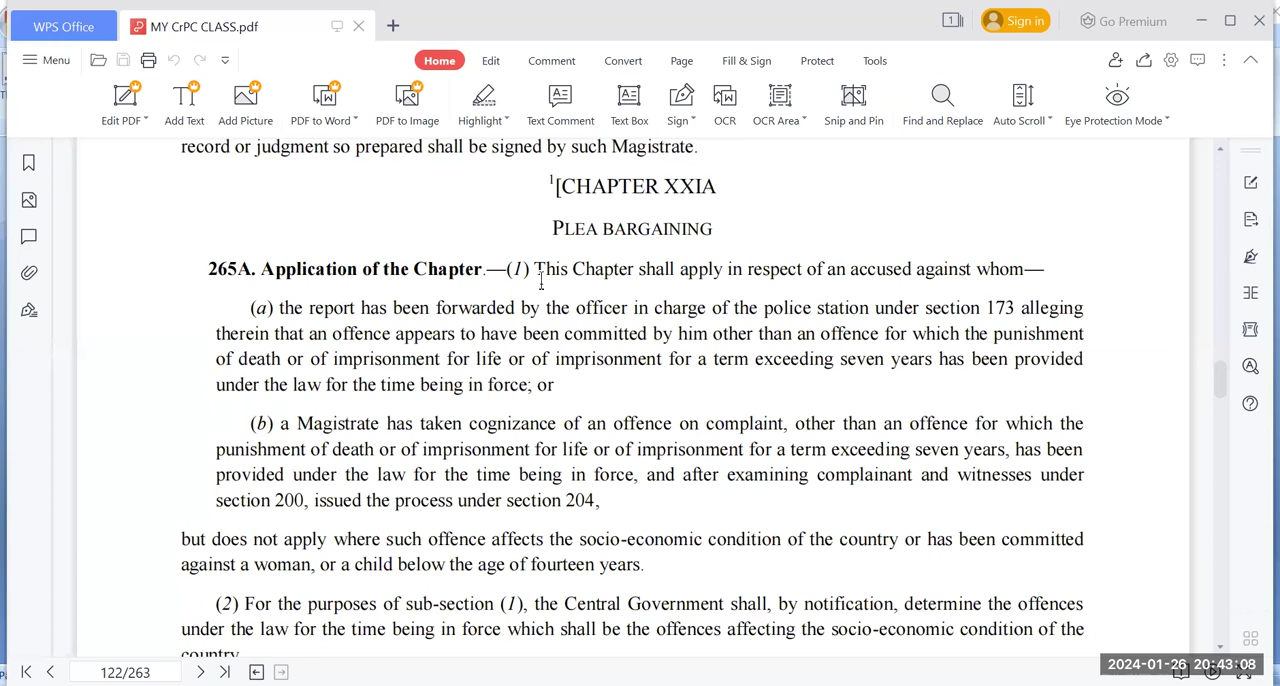 WPS Office
MY CrPC CLASS.pdf
1
Sign in
Go Premium
Menu
Home
Edit
Comment
Convert
Page
Fill & Sign
Protect
Tools
Edit PDF
Add Text
Add Picture
PDF to Word
PDF to Image
Highlight
Text Comment
Text Box
Sign
OCR
OCR Area
Snip and Pin
Find and Replace
Auto Scroll
Eye Protection Mode
record or judgment so prepared shall be signed by such Magistrate.
1[CHAPTER XXIA
PLEA BARGAINING
265A. Application of the Chapter.—(1) This Chapter shall apply in respect of an accused against whom—
(a) the report has been forwarded by the officer in charge of the police station under section 173 alleging
therein that an offence appears to have been committed by him other than an offence for which the punishment
of death or of imprisonment for life or of imprisonment for a term exceeding seven years has been provided
under the law for the time being in force; or
(b) a Magistrate has taken cognizance of an offence on complaint, other than an offence for which the
punishment of death or of imprisonment for life or of imprisonment for a term exceeding seven years, has been
provided under the law for the time being in force, and after examining complainant and witnesses under
section 200, issued the process under section 204,
but does not apply where such offence affects the socio-economic condition of the country or has been committed
against a woman, or a child below the age of fourteen years.
(2) For the purposes of sub-section (1), the Central Government shall, by notification, determine the offences
under the law for the time being in force which shall be the offences affecting the socio-economic condition of the
country
122/263
2024-01-26 20:43:08